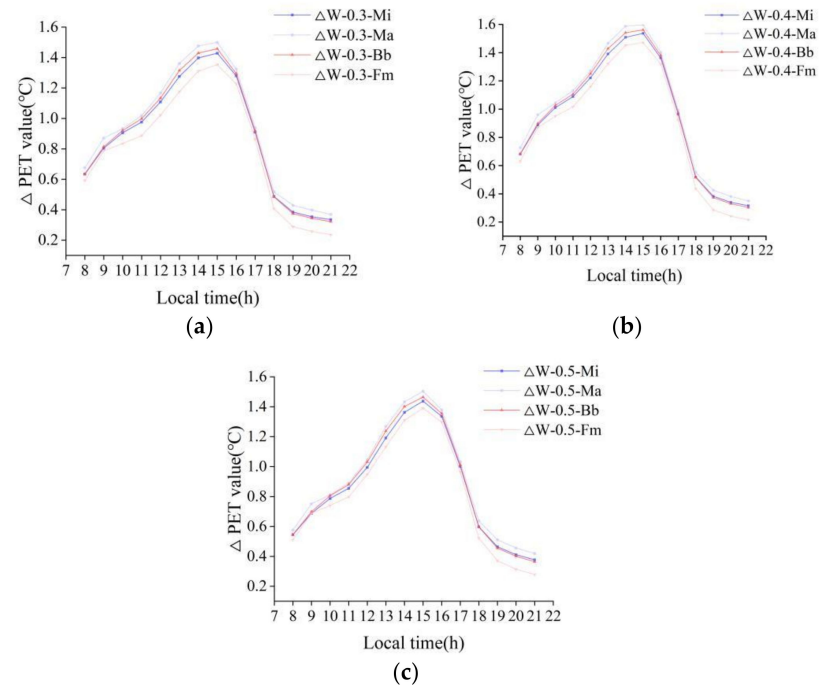 △W-0.3-Mi
△W-0.3-Ma
△W-0.3-Bb
△W-0.3-Fm
1.6
1.4
1.2
1.0
0.8
0.6
0.4
0.2
△ PET value(℃)
7 8 9 10 11 12 13 14 15 16 17 18 19 20 21 22
Local time(h)
(a)
△W-0.4-Mi
△W-0.4-Ma
△W-0.4-Bb
△W-0.4-Fm
1.6
1.4
1.2
1.0
0.8
0.6
0.4
0.2
△ PET value(℃)
7 8 9 10 11 12 13 14 15 16 17 18 19 20 21 22
Local time(h)
(b)
△W-0.5-Mi
△W-0.5-Ma
△W-0.5-Bb
△W-0.5-Fm
1.6
1.4
1.2
1.0
0.8
0.6
0.4
0.2
△ PET value(℃)
7 8 9 10 11 12 13 14 15 16 17 18 19 20 21 22
Local time(h)
(c)